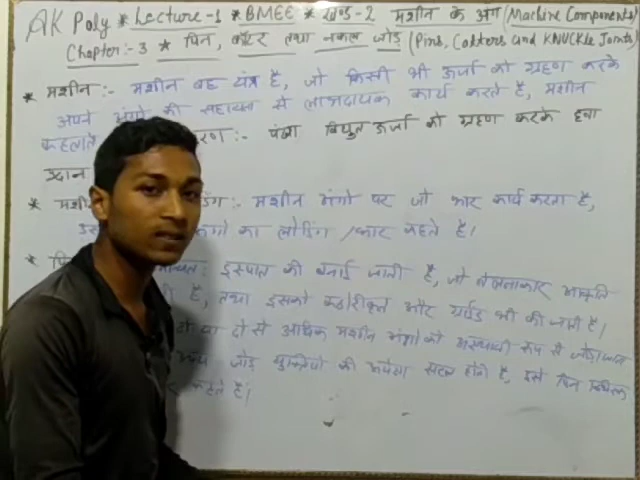 AK Poly * Lecture-1 * BMEE * खण्ड-2 मशीन के अंग (Machine Components)
Chapter:-3 * पिन, कॉटर तथा नकल जोड़ (Pins, Cotters and KNUCKLE Joints)
* मशीन:- मशीन वह यंत्र है, जो किसी भी ऊर्जा को ग्रहण करके
अपने अंगो की सहायता से लाभदायक कार्य करते है, मशीन
कहलाते रण:- पंखा विद्युत ऊर्जा को ग्रहण करके हवा
* मशी डिंग:- मशीन अंगो पर जो भार कार्य करता है,
उस अंगो का लोडिंग / भार कहते है।
* पि इस्पात की बनाई जाती है, जो बेलनाकार आकृति
है, तथा इसको कठोरीकृत और ग्राईंड भी की जाती है।
दो या दो से अधिक मशीन अंगो को अस्थायी रूप से जोड़ा जाता
अन्य जोड़ युक्तियो की अपेक्षा सरल होती है, इसे पिन
कहते है।